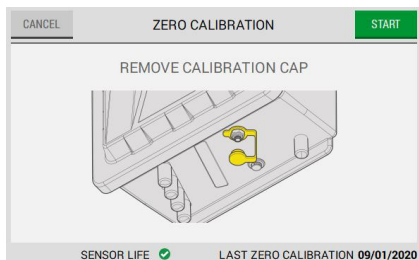 CANCEL ZERO CALIBRATION START
REMOVE CALIBRATION CAP
SENSOR LIFE LAST ZERO CALIBRATION 09/01/2020